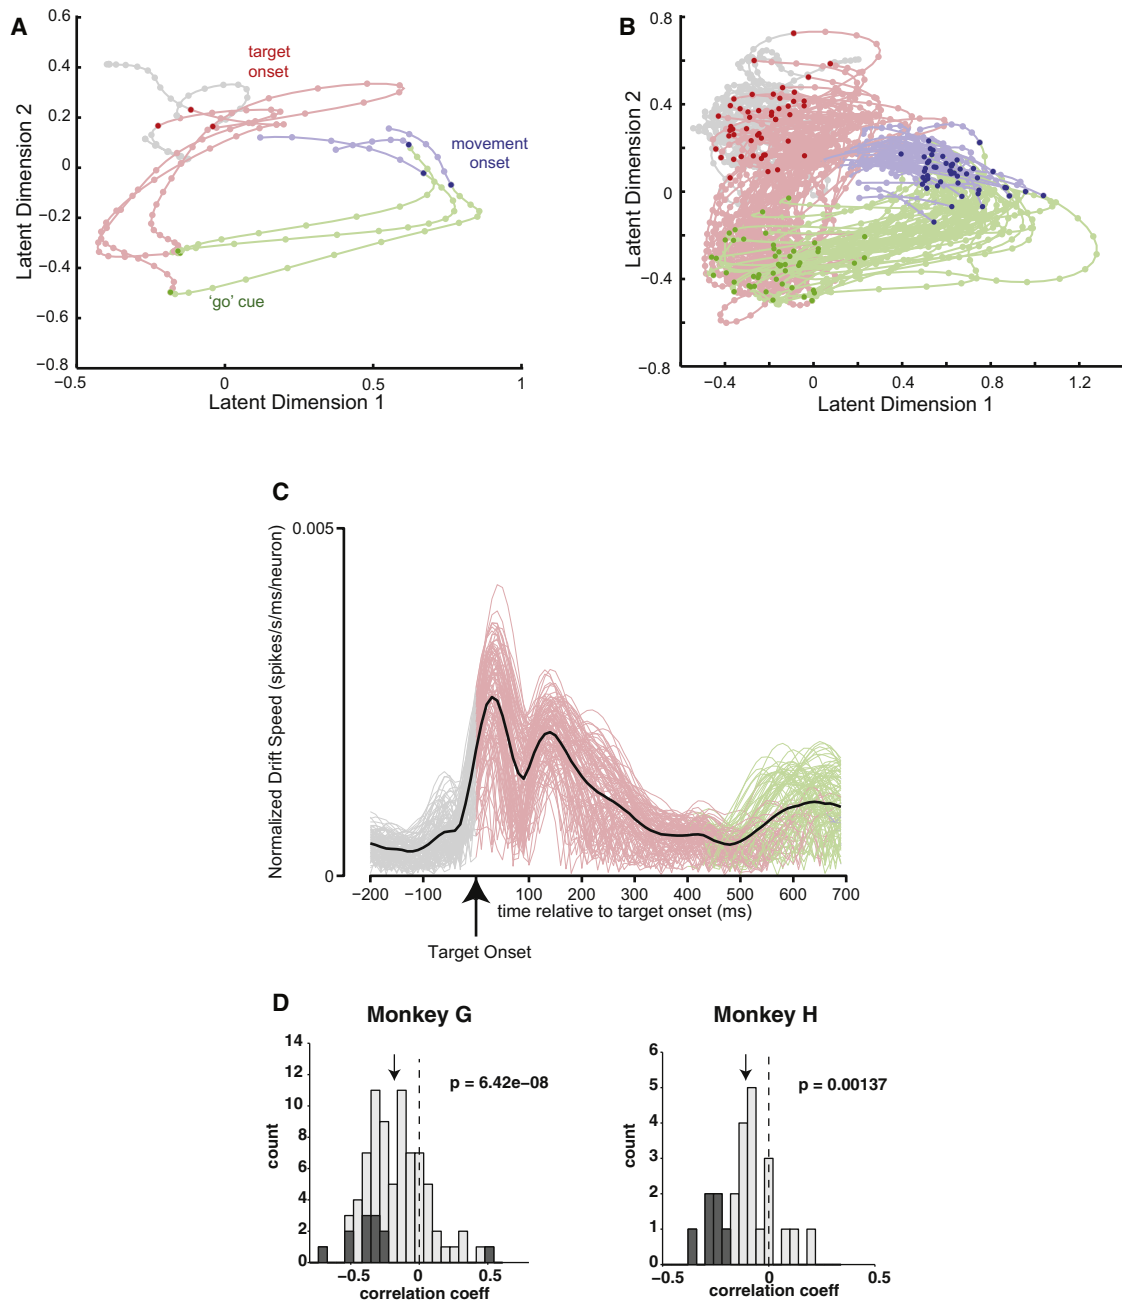 A
0.6
0.4
0.2
0
−0.2
−0.4
−0.6
−0.8
Latent Dimension 2
target
onset
movement
onset
'go' cue
−0.5
0
0.5
1
Latent Dimension 1
B
0.8
0.4
0
−0.4
−0.8
Latent Dimension 2
−0.4
0
0.4
0.8
1.2
Latent Dimension 1
C
0.005
0
Normalized Drift Speed (spikes/s/ms/neuron)
−200
−100
100
200
300
400
500
600
700
time relative to target onset (ms)
Target Onset
D
Monkey G
14
12
10
8
6
4
2
0
count
p = 6.42e−08
−0.5
0
0.5
correlation coeff
Monkey H
6
5
4
3
2
1
0
count
p = 0.00137
−0.5
0
0.5
correlation coeff